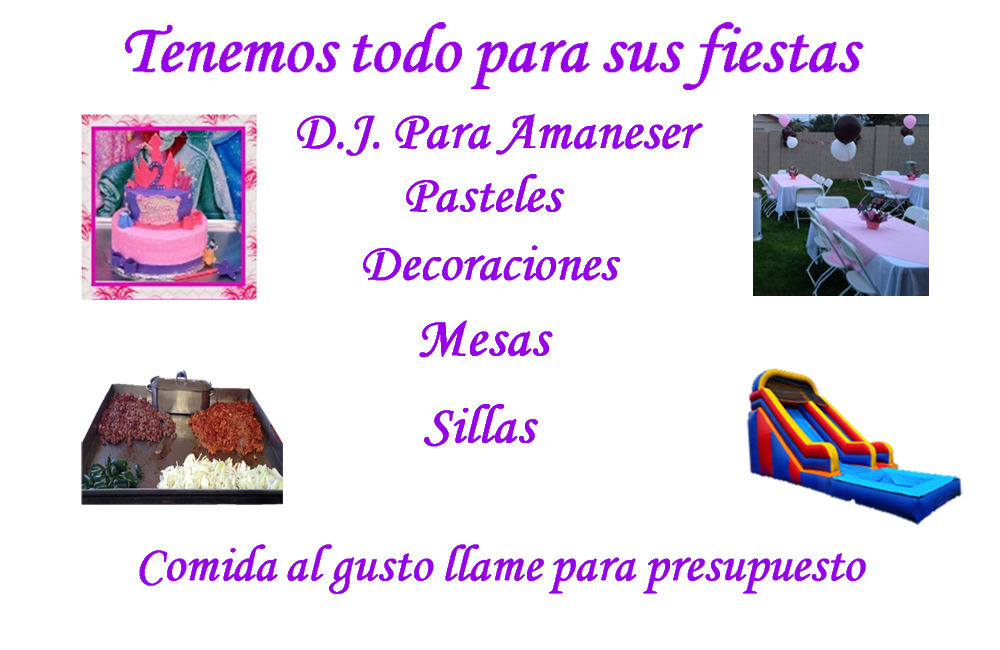 Tenemos todo para sus fiestas
D.J. Para Amaneser
Pasteles
Decoraciones
Mesas
Sillas
Comida al gusto llame para presupuesto